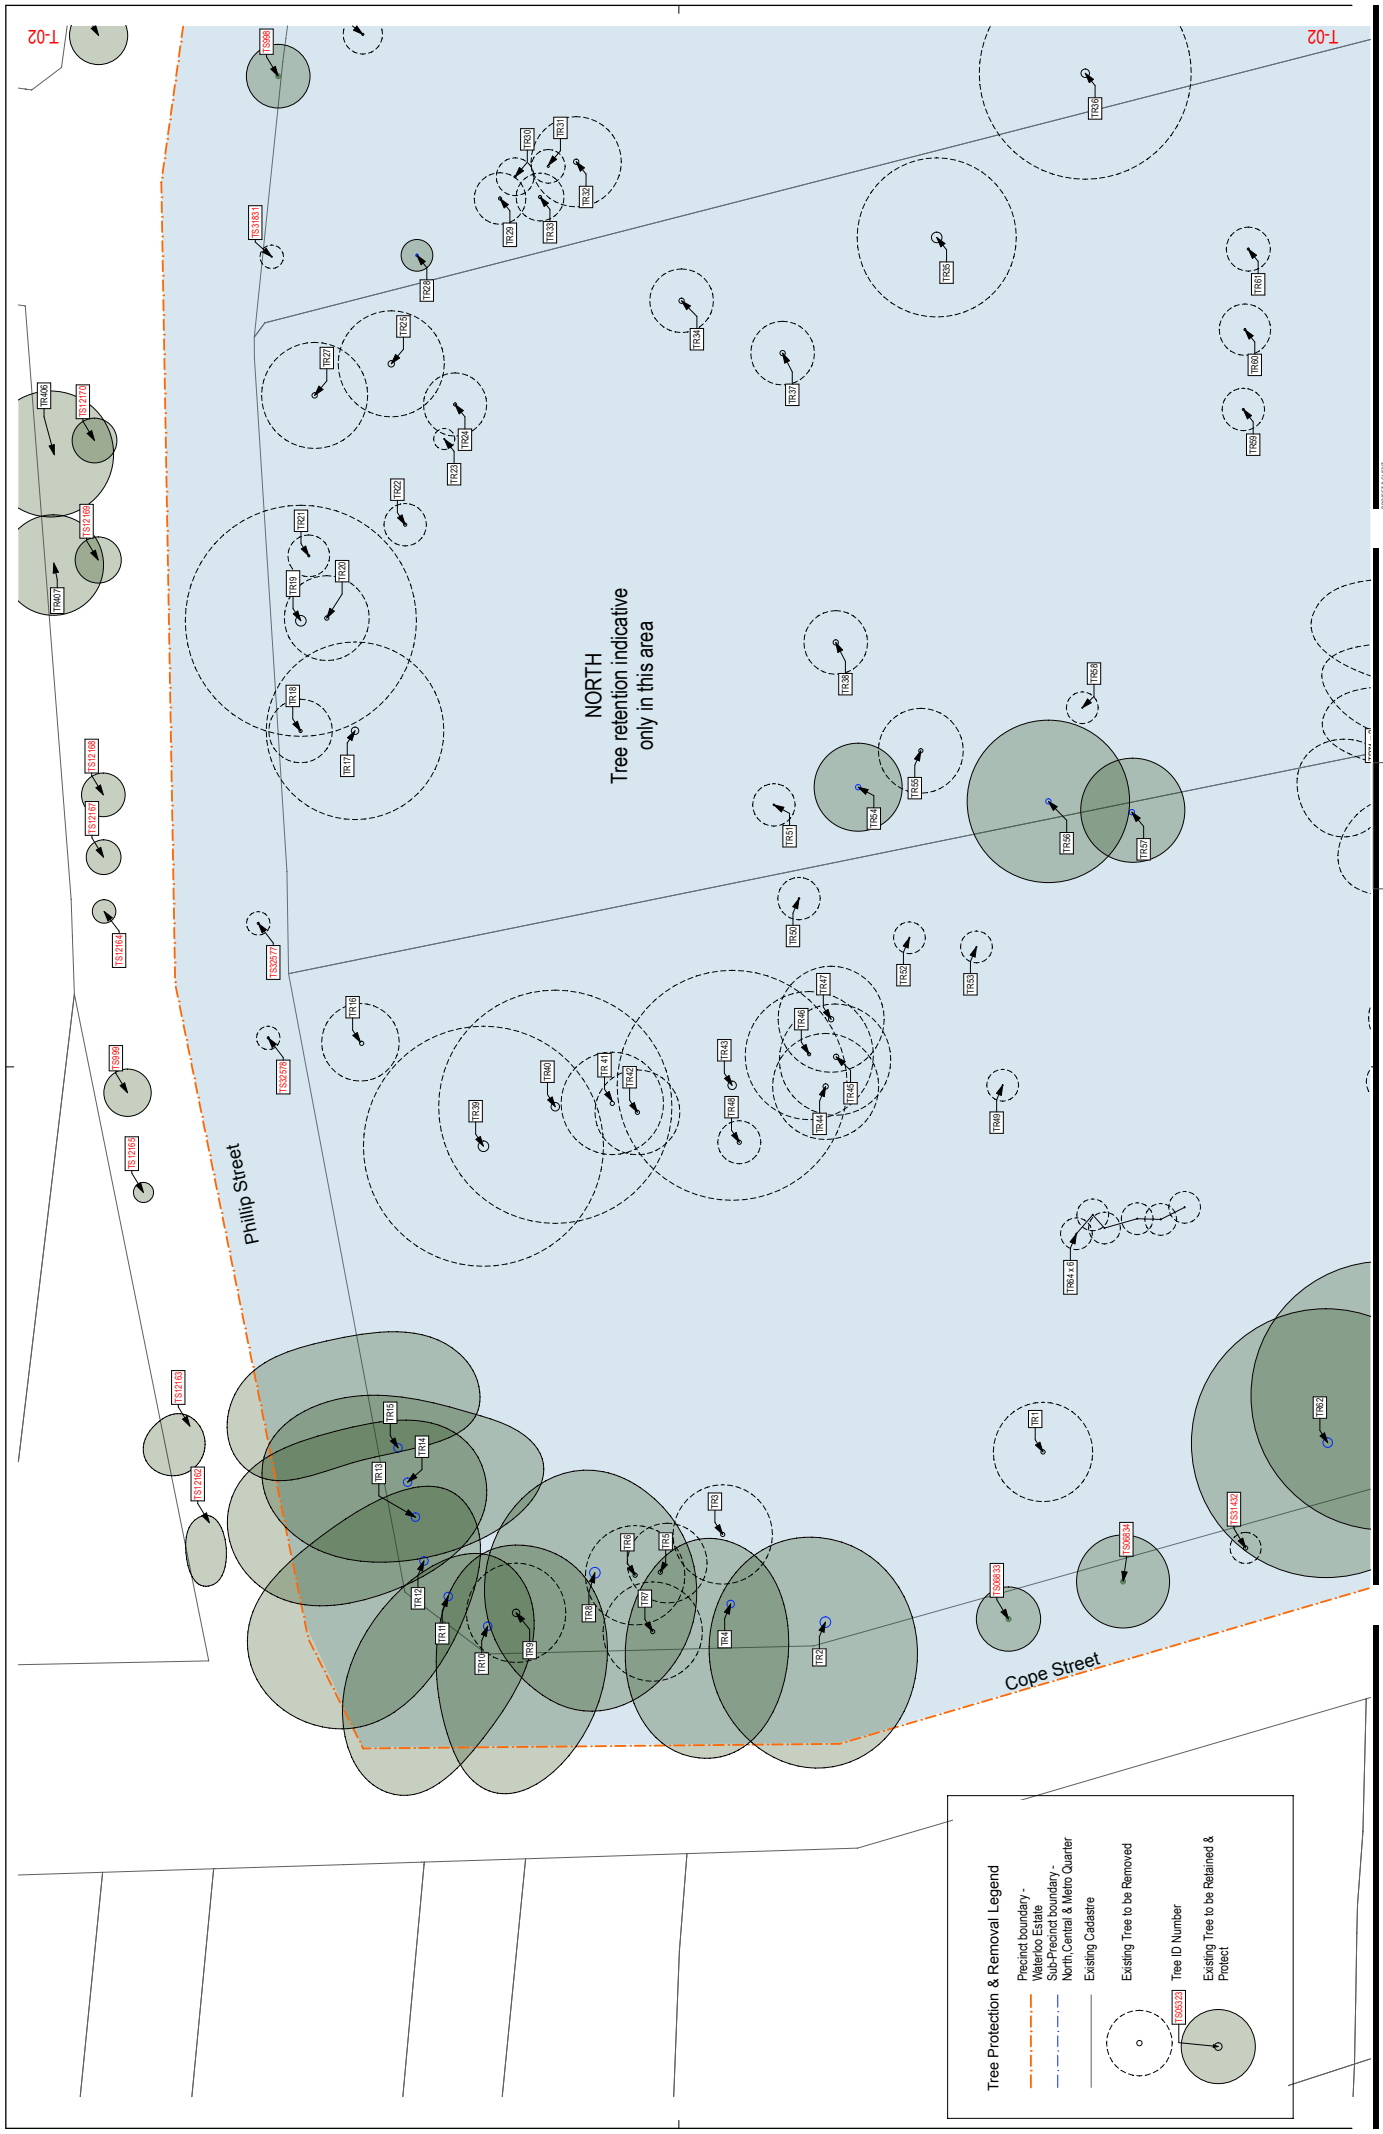 T-02
T-02
TS998
TS31831
TR30
TR31
TR29
TR33
TR32
TR36
TR28
TR35
TR61
TR25
TR27
TR34
TR60
TR37
TR406
TS12170
TR24
TR23
TR59
TR22
TS12169
TR21
TR407
TR19
TR20
NORTH
Tree retention indicative
only in this area
TR38
TR58
TR18
TR17
TS12168
TS12167
TR55
TR54
TR51
TR56
TR57
TS12164
TS32577
TR50
TR52
TR53
TR16
TR47
TR46
TS32578
TS999
TR40
TR 41
TR42
TR43
TR45
TR39
TR48
TR44
TR49
TS12165
Phillip Street
TR64 x 6
TS12163
TR15
TR14
TR13
TR1
TR62
TS12162
TR3
TS31432
TR6
TR5
TS06834
TR12
TS06833
TR8
TR7
TR11
TR10
TR9
TR4
TR2
Cope Street
Tree Protection & Removal Legend
Precinct boundary -
Waterloo Estate
Sub-Precinct boundary -
North,Central & Metro Quarter
Existing Cadastre
Existing Tree to be Removed
Tree ID Number
TS06323
Existing Tree to be Retained &
Protect